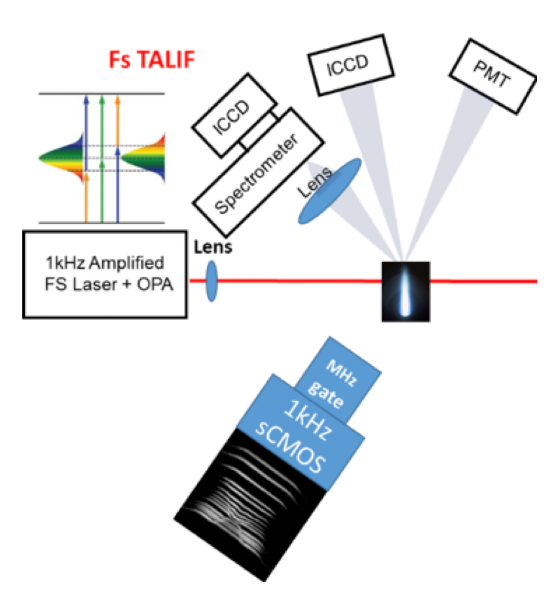 Fs TALIF
ICCD
PMT
ICCD
Spectrometer
Lens
Lens
1kHz Amplified
FS Laser + OPA
MHz
gate
1kHz
sCMOS